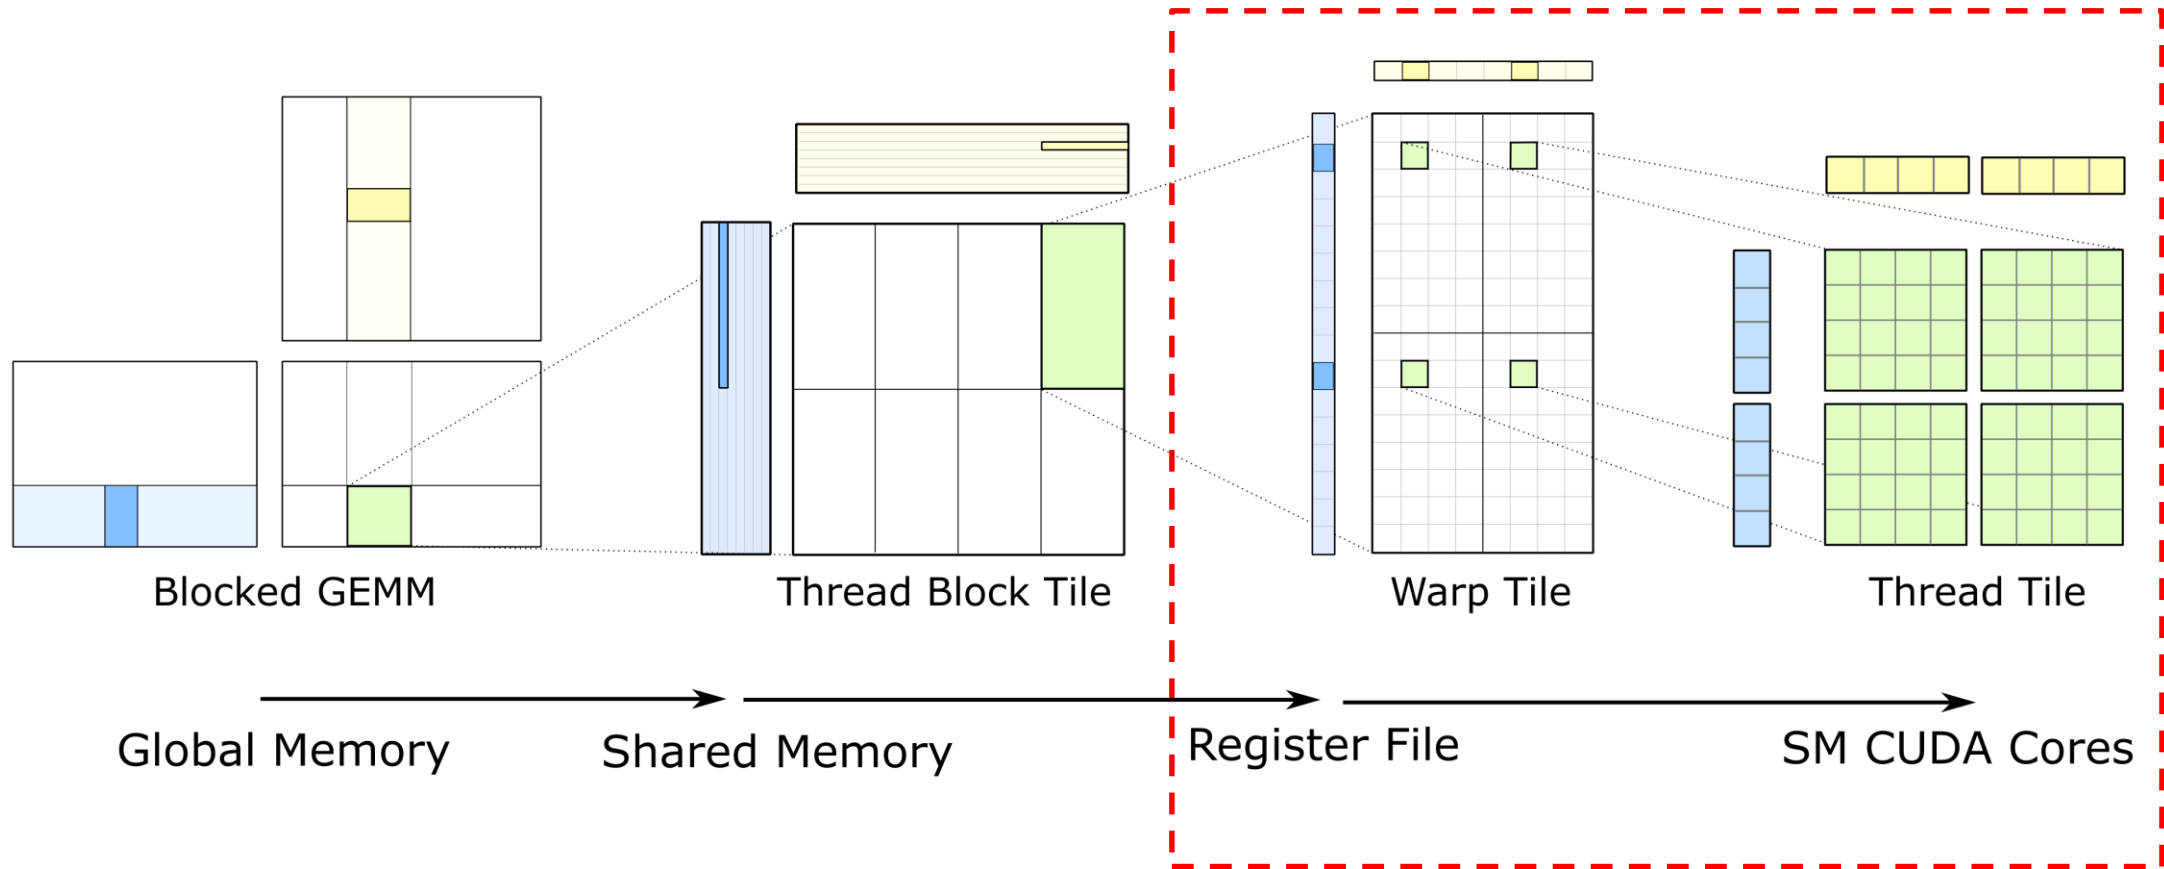 Blocked GEMM
Thread Block Tile
Warp Tile
Thread Tile
Global Memory
Shared Memory
Register File
SM CUDA Cores